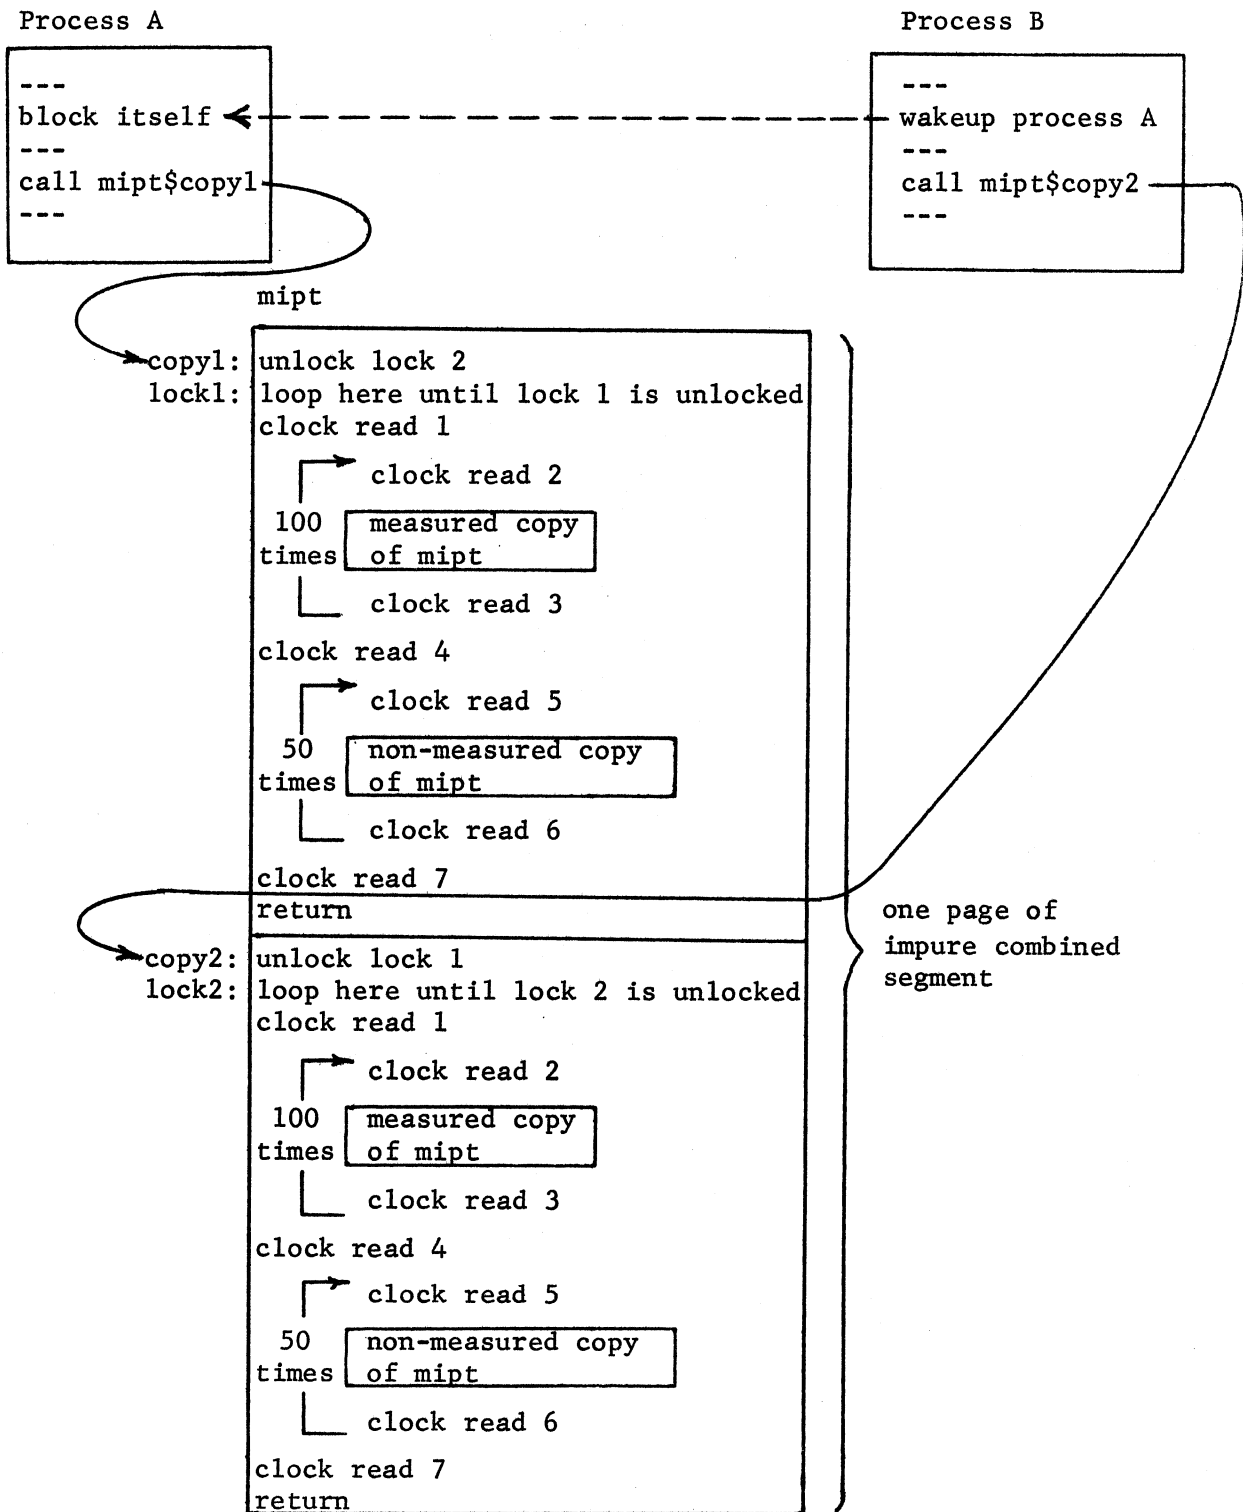 Process A
Process B
---
block itself
---
call mipt$copy1
---
---
wakeup process A
---
call mipt$copy2
---
mipt
copy1: unlock lock 2
lock1: loop here until lock 1 is unlocked
clock read 1
clock read 2
100 times
measured copy
of mipt
clock read 3
clock read 4
clock read 5
50 times
non-measured copy
of mipt
clock read 6
clock read 7
return
one page of
impure combined
segment
copy2: unlock lock 1
lock2: loop here until lock 2 is unlocked
clock read 1
clock read 2
100 times
measured copy
of mipt
clock read 3
clock read 4
clock read 5
50 times
non-measured copy
of mipt
clock read 6
clock read 7
return